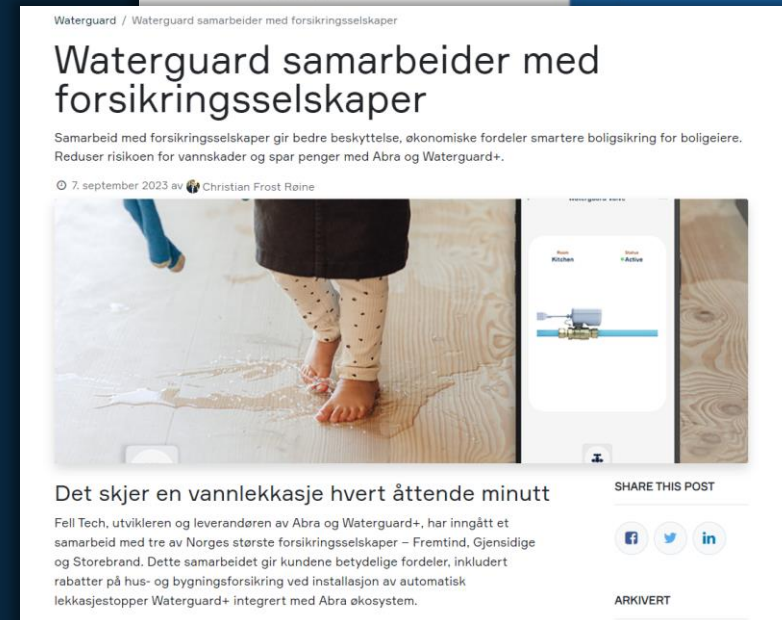 Waterguard / Waterguard samarbeider med forsikringsselskaper
Waterguard samarbeider med
forsikringsselskaper
Samarbeid med forsikringsselskaper gir bedre beskyttelse, økonomiske fordeler smartere boligsikring for boligeiere.
Reduser risikoen for vannskader og spar penger med Abra og Waterguard+.
7. september 2023 av Christian Frost Røine
Room
Status
Kitchen
Active
Det skjer en vannlekkasje hvert åttende minutt
SHARE THIS POST
Fell Tech, utvikleren og leverandøren av Abra og Waterguard+, har inngått et
samarbeid med tre av Norges største forsikringsselskaper – Fremtind, Gjensidige
og Storebrand. Dette samarbeidet gir kundene betydelige fordeler, inkludert
rabatter på hus- og bygningsforsikring ved installasjon av automatisk
lekkasjestopper Waterguard+ integrert med Abra økosystem.
ARKIVERT